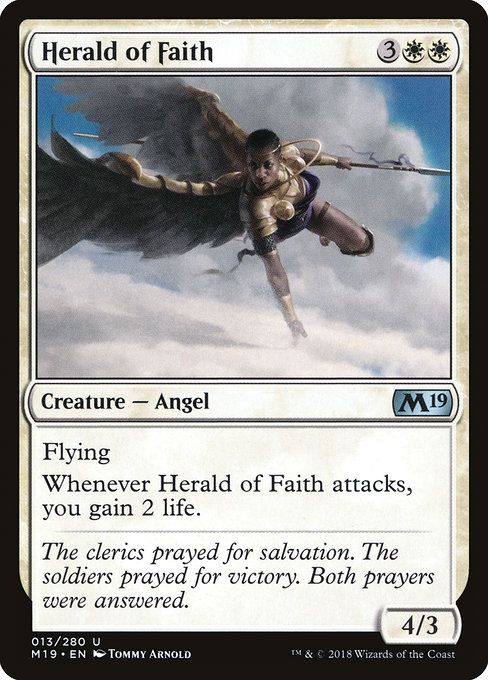 Herald of Faith 3
Creature — Angel M19
Flying
Whenever Herald of Faith attacks,
you gain 2 life.
The clerics prayed for salvation. The
soldiers prayed for victory. Both prayers
were answered.
4/3
013/280 U
M19 • EN Tommy Arnold ™ & © 2018 Wizards of the Coast